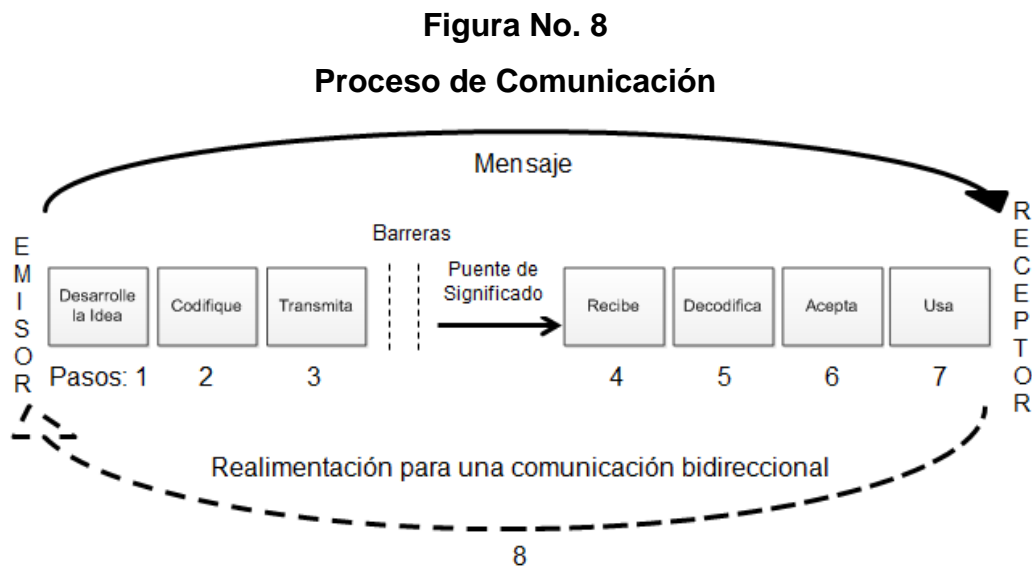 Figura No. 8
Proceso de Comunicación
Mensaje
EMISOR
Desarrolle
la Idea
Codifique
Transmita
Barreras
Puente de
Significado
Recibe
Decodifica
Acepta
Usa
RECEPTOR
Pasos: 1 2 3 4 5 6 7
Realimentación para una comunicación bidireccional
8